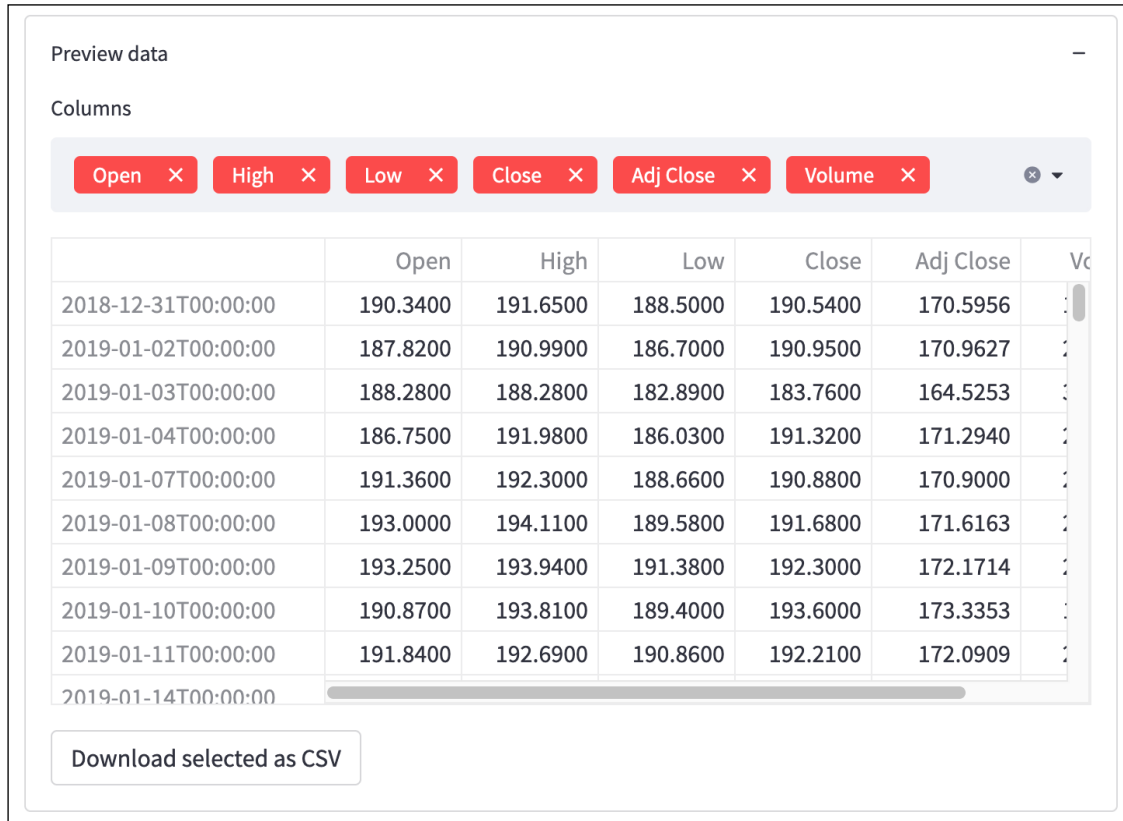 Preview data
Columns
Open High Low Close Adj Close Volume
Open High Low Close Adj Close
2018-12-31T00:00:00 190.3400 191.6500 188.5000 190.5400 170.5956
2019-01-02T00:00:00 187.8200 190.9900 186.7000 190.9500 170.9627
2019-01-03T00:00:00 188.2800 188.2800 182.8900 183.7600 164.5253
2019-01-04T00:00:00 186.7500 191.9800 186.0300 191.3200 171.2940
2019-01-07T00:00:00 191.3600 192.3000 188.6600 190.8800 170.9000
2019-01-08T00:00:00 193.0000 194.1100 189.5800 191.6800 171.6163
2019-01-09T00:00:00 193.2500 193.9400 191.3800 192.3000 172.1714
2019-01-10T00:00:00 190.8700 193.8100 189.4000 193.6000 173.3353
2019-01-11T00:00:00 191.8400 192.6900 190.8600 192.2100 172.0909
2019-01-14T00:00:00
Download selected as CSV